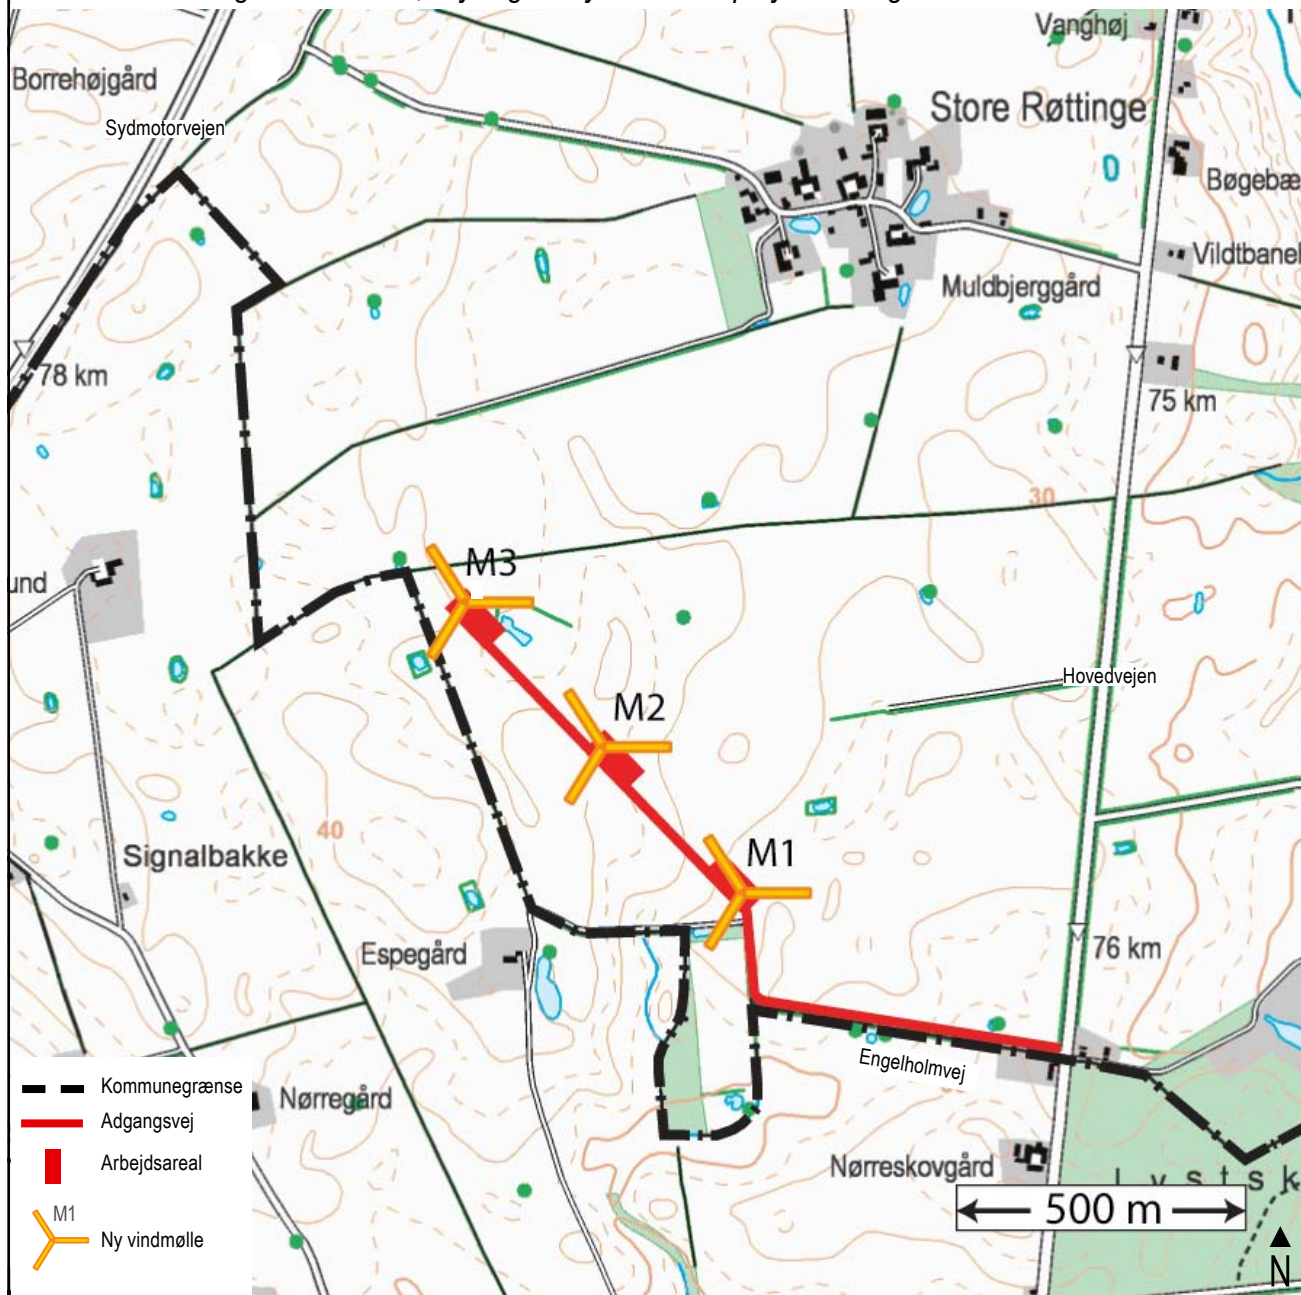 Vanghøj
Borrehøjgård
Store Røttinge
Sydmotorvejen
Vildtbanel
Muldbjerggård
78 km
75 km
30
M3
und
Hovedvejen
M2
40
Signalbakke
M1
Espegård
76 km
Engelholmvej
Kommunegrænse
Nørregård
Adgangsvej
Arbejdsareal
Nørreskovgård
L y s t s k
500 m
M1
Ny vindmølle
N